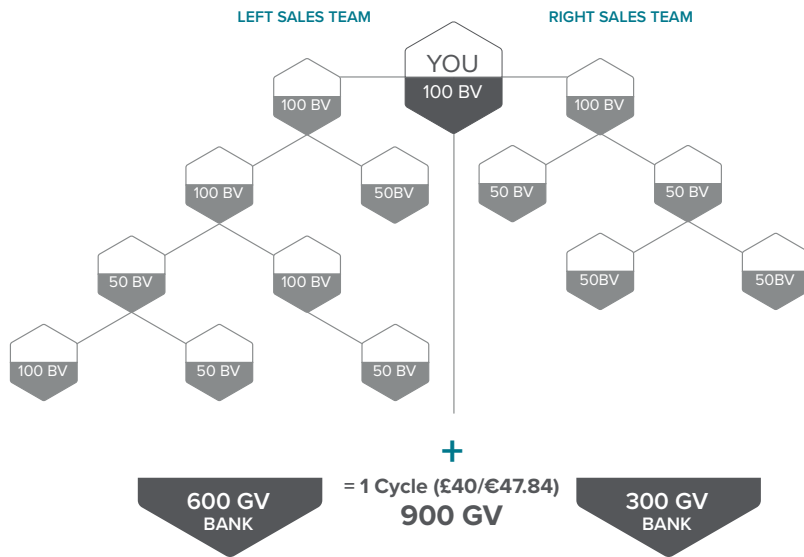 LEFT SALES TEAM
RIGHT SALES TEAM
YOU
100 BV
100 BV
100 BV
100 BV
50BV
50 BV
50 BV
50 BV
100 BV
50BV
50BV
100 BV
50 BV
50 BV
+
600 GV
BANK
= 1 Cycle (£40/€47.84)
900 GV
300 GV
BANK